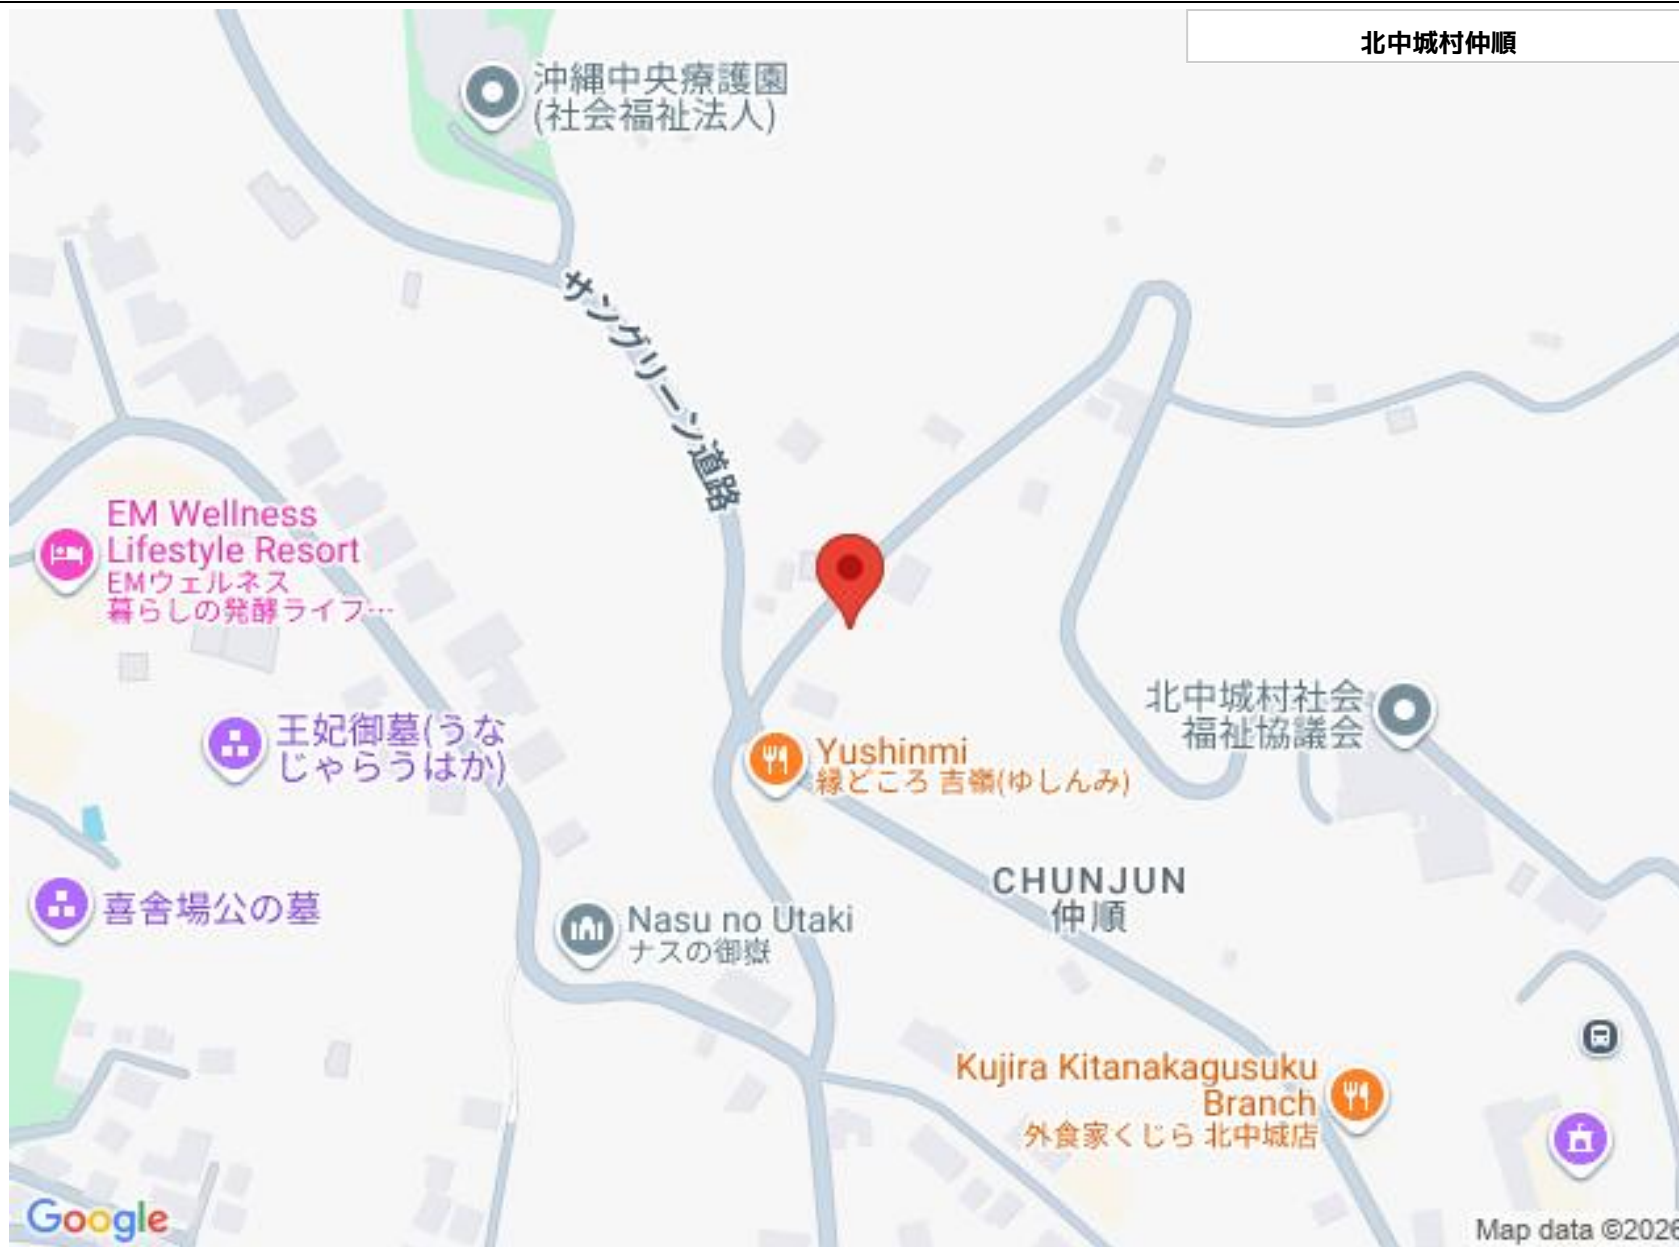 北中城村仲順
沖縄中央療護園
(社会福祉法人)
サングリーン道路
EM Wellness
Lifestyle Resort
EMウェルネス
暮らしの発酵ライフ…
北中城村社会
福祉協議会
王妃御墓(うな
じゃらうはか)
Yushinmi
縁どころ 吉嶺(ゆしんみ)
CHUNJUN
仲順
喜舎場公の墓
Nasu no Utaki
ナスの御嶽
Kujira Kitanakagusuku
Branch
外食家くじら 北中城店
Google
Map data ©2026